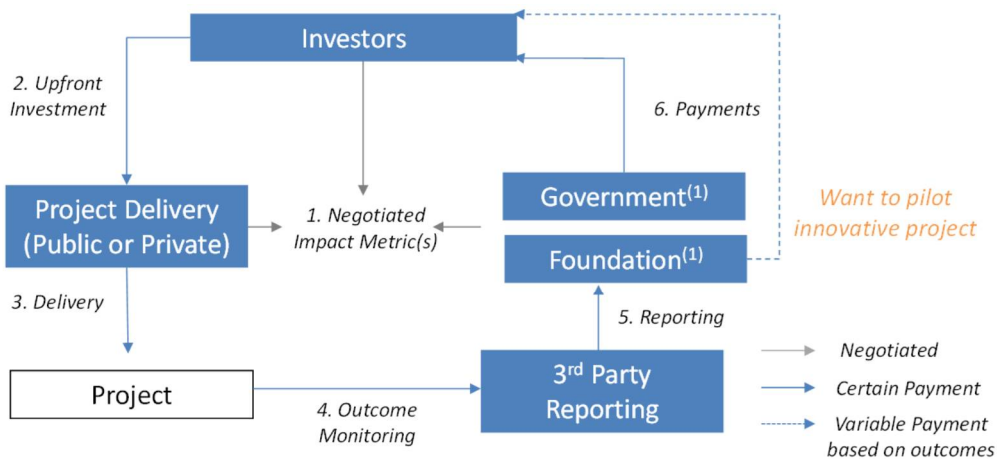 Investors
2. Upfront
Investment
6. Payments
Project Delivery
(Public or Private)
1. Negotiated
Impact Metric(s)
Government(1)
Foundation(1)
Want to pilot
innovative project
3. Delivery
5. Reporting
Project
4. Outcome
Monitoring
3rd Party
Reporting
Negotiated
Certain Payment
Variable Payment
based on outcomes